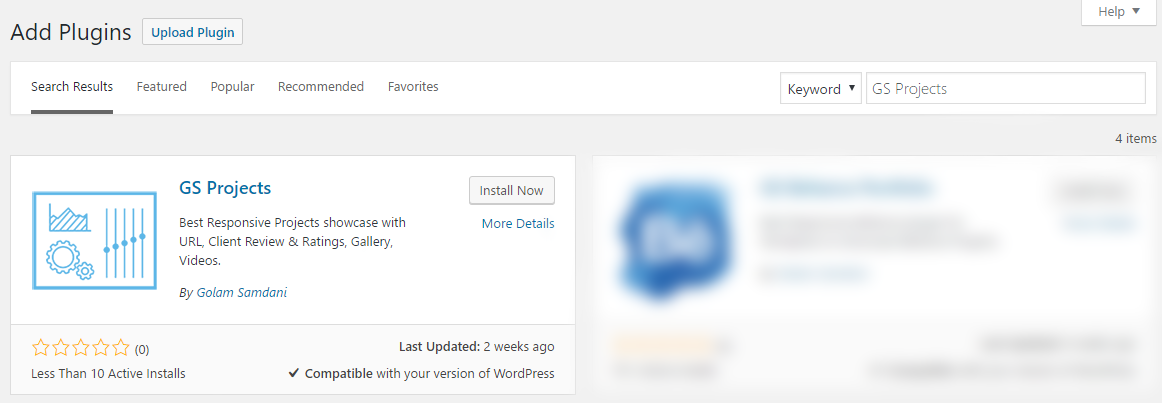 Help
Add Plugins Upload Plugin
Search Results Featured Popular Recommended Favorites Keyword GS Projects
4 items
GS Projects
Install Now
Best Responsive Projects showcase with
URL, Client Review & Ratings, Gallery,
Videos.
More Details
By Golam Samdani
(0)
Last Updated: 2 weeks ago
Less Than 10 Active Installs
Compatible with your version of WordPress